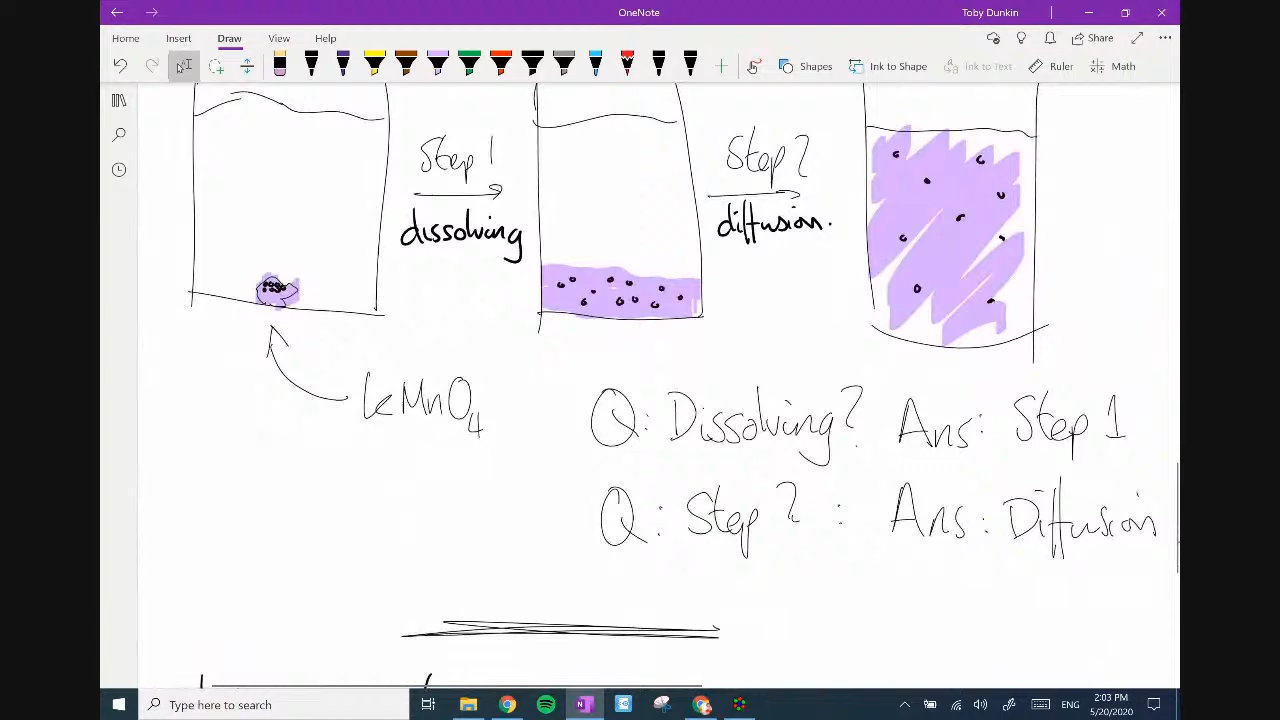 OneNote
Toby Dunkin
Home Insert Draw View Help
Share
Shapes Ink to Shape Ink to Text Ruler Math
Step 1
dissolving
Step 2
diffusion.
KMnO4
Q: Dissolving? Ans: Step 1
Q: Step 2 : Ans: Diffusion
Type here to search
ENG
2:03 PM
5/20/2020